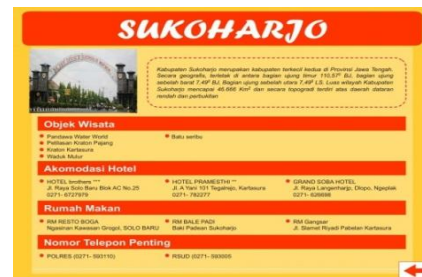 SUKOHARJO
Kabupaten Sukoharjo merupakan kabupaten terkecil kedua di Provinsi Jawa Tengah,
Secara geografis, terletak di antara bagian ujung timur 110,57º BJ, bagian ujung
sebelah barat 7,49º BJ, Bagian ujung sebelah utara 7,49º LS. Luas wilayah Kabupaten
Sukoharjo mencapai 46.666 Km² dan secara topografi terdiri atas daerah dataran
rendah dan perbukitan
Objek Wisata
Pandawa Water World
Petilasan Kraton Pajang
Kraton Kartasura
Waduk Mulur
Batu seribu
Akomodasi Hotel
HOTEL brothers ***
Jl. Raya Solo Baru Blok AC No.25
0271- 6727979
HOTEL PRAMESTHI **
Jl. A Yani 101 Tegalrejo, Kartasura
0271- 782277
GRAND SOBA HOTEL
Jl. Raya Langenharjo, Dlopo, Ngeplak
0271- 626698
Rumah Makan
RM RESTO BOGA
Ngasinan Kawasan Grogol, SOLO BARU
RM BALE PADI
Baki Padean Sukoharjo
RM Gangsar
Jl. Slamet Riyadi Pabelan Kartasura
Nomor Telepon Penting
POLRES (0271- 593110)
RSUD (0271- 593005